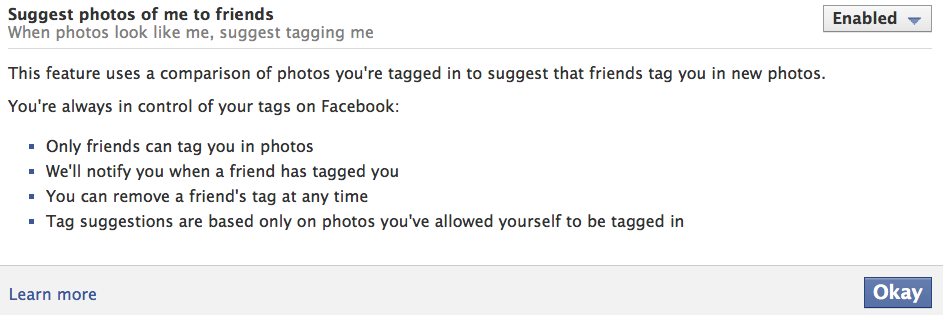 Suggest photos of me to friends
When photos look like me, suggest tagging me
Enabled
This feature uses a comparison of photos you're tagged in to suggest that friends tag you in new photos.
You're always in control of your tags on Facebook:
Only friends can tag you in photos
We'll notify you when a friend has tagged you
You can remove a friend's tag at any time
Tag suggestions are based only on photos you've allowed yourself to be tagged in
Learn more
Okay